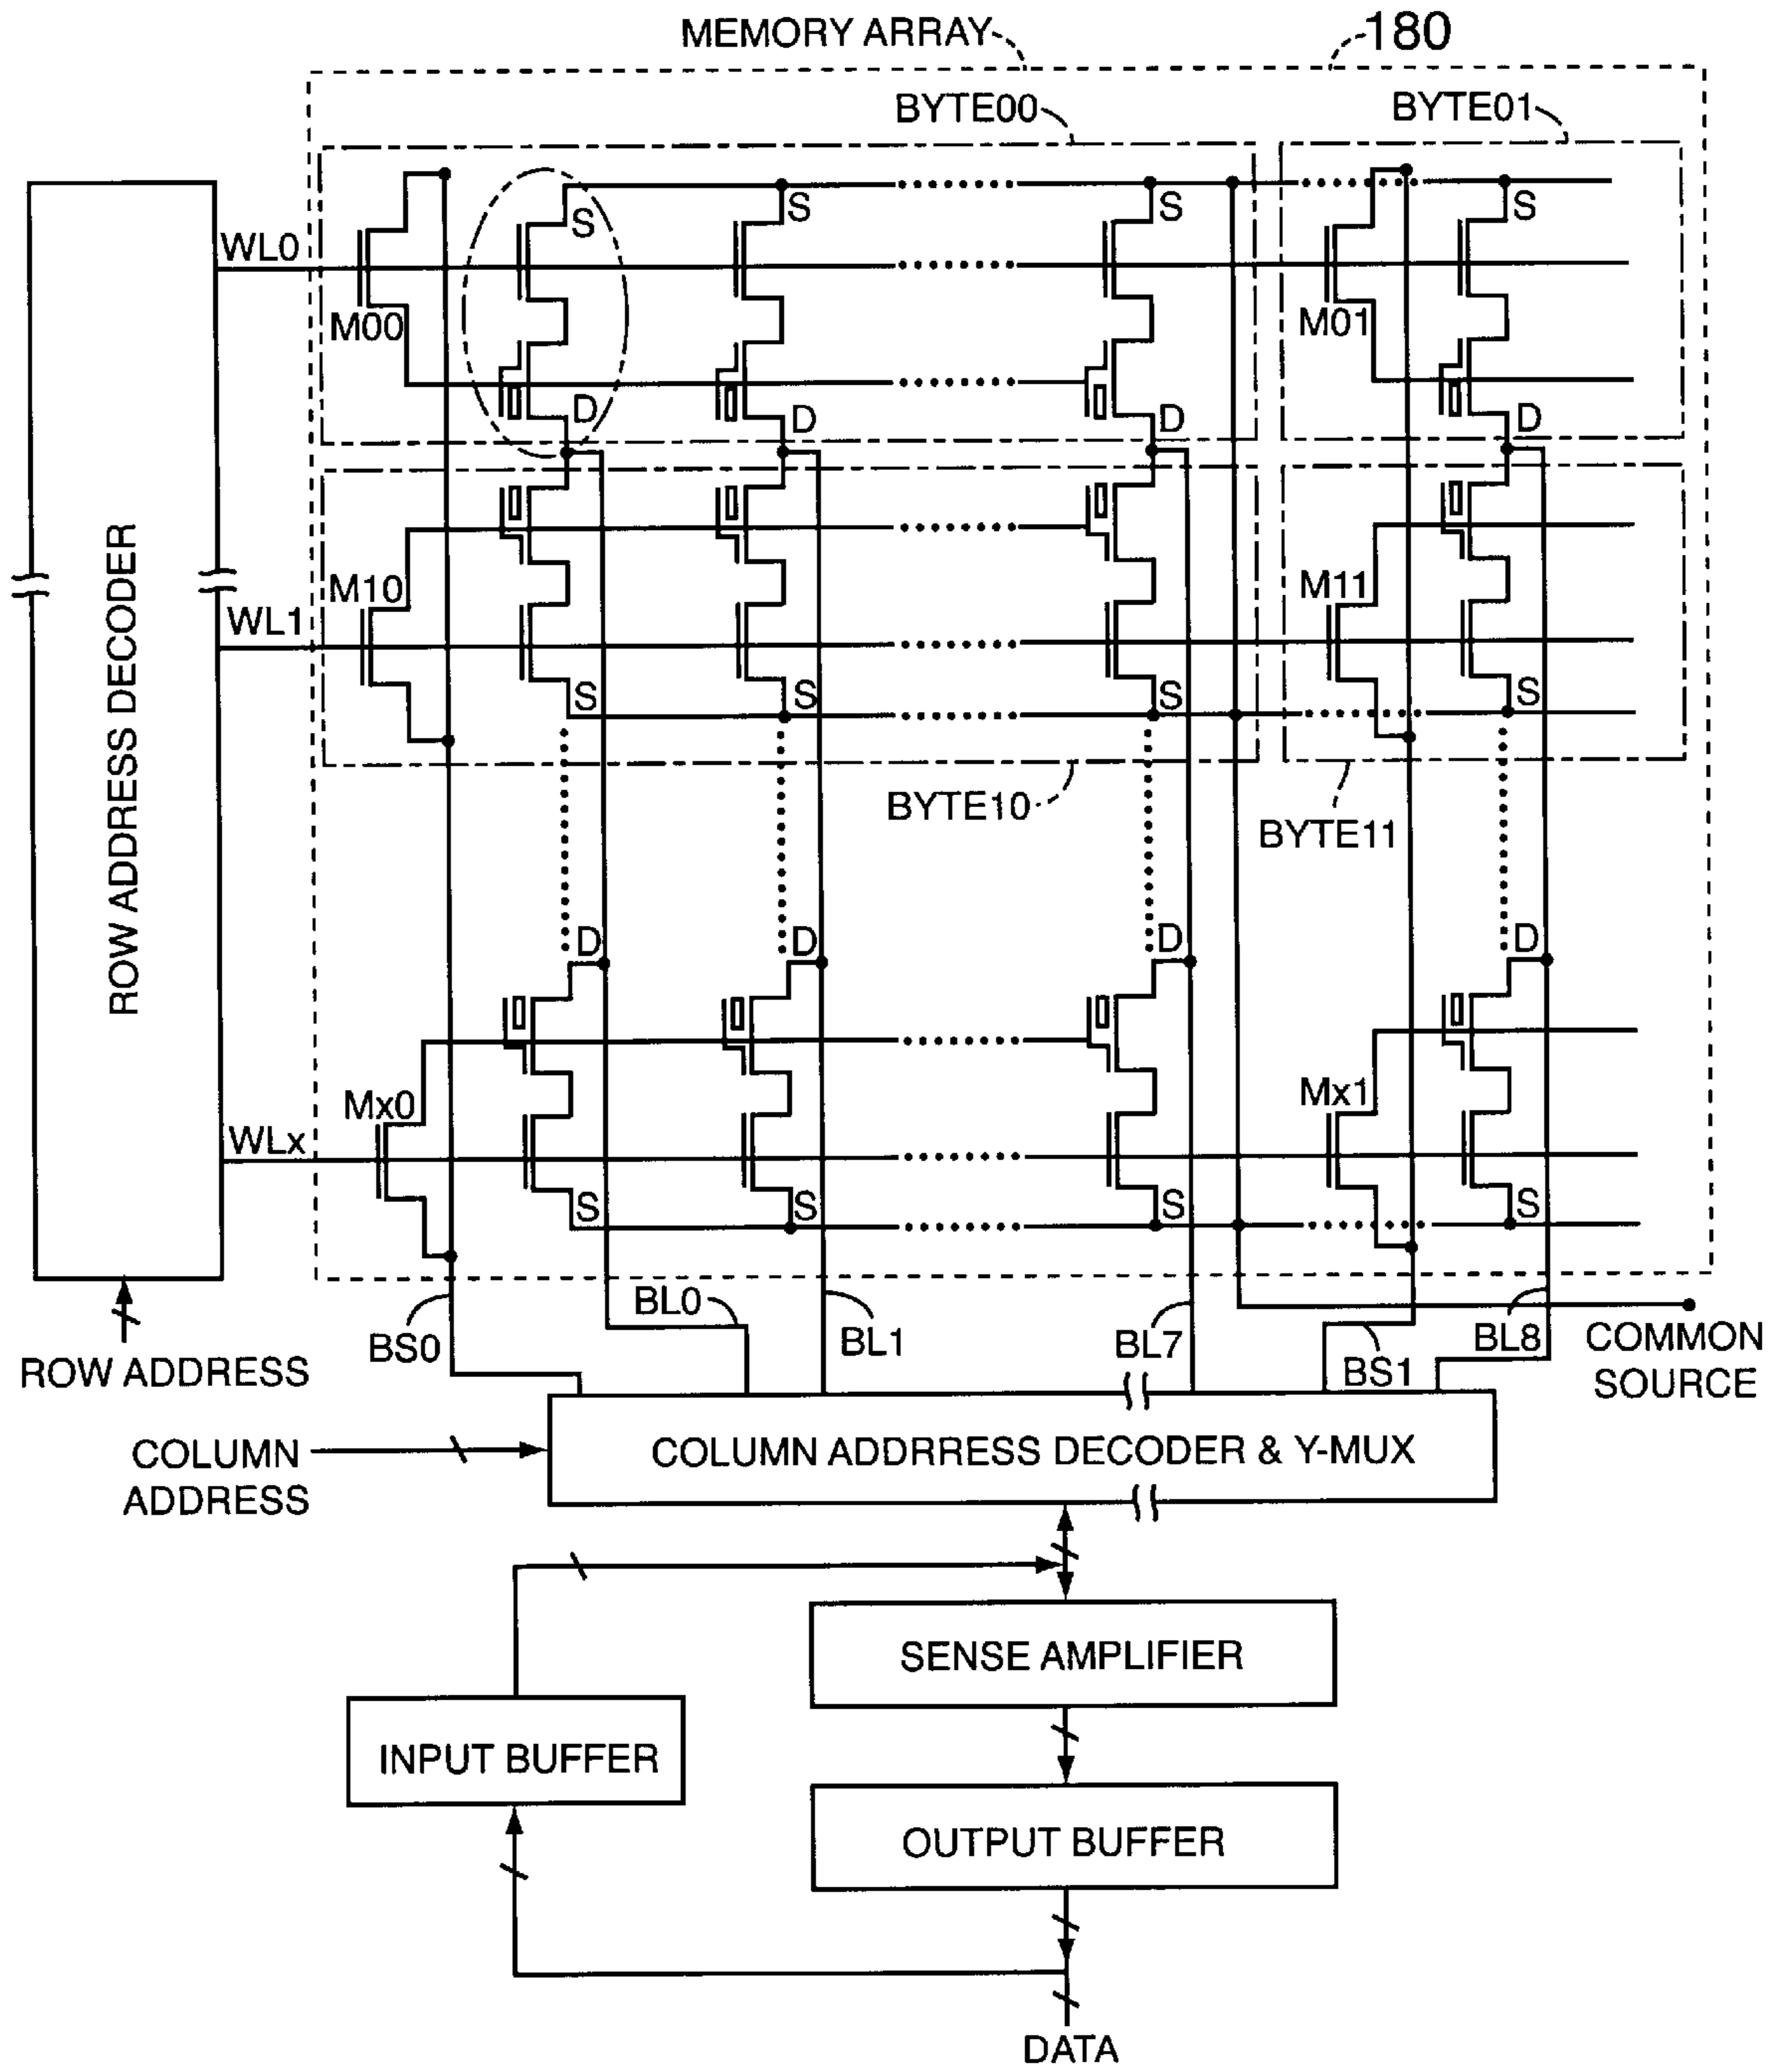 MEMORY ARRAY
180
BYTE00
BYTE01
S
S
S
S
WL0
M00
M01
D
D
D
D
ROW ADDRESS DECODER
M10
M11
WL1
S
S
S
S
BYTE10
BYTE11
D
D
D
D
Mx0
Mx1
WLx
S
S
S
S
BS0
BL0
BL1
BL7
BS1
BL8
COMMON
SOURCE
ROW ADDRESS
COLUMN
ADDRESS
COLUMN ADDRRESS DECODER & Y-MUX
SENSE AMPLIFIER
INPUT BUFFER
OUTPUT BUFFER
DATA